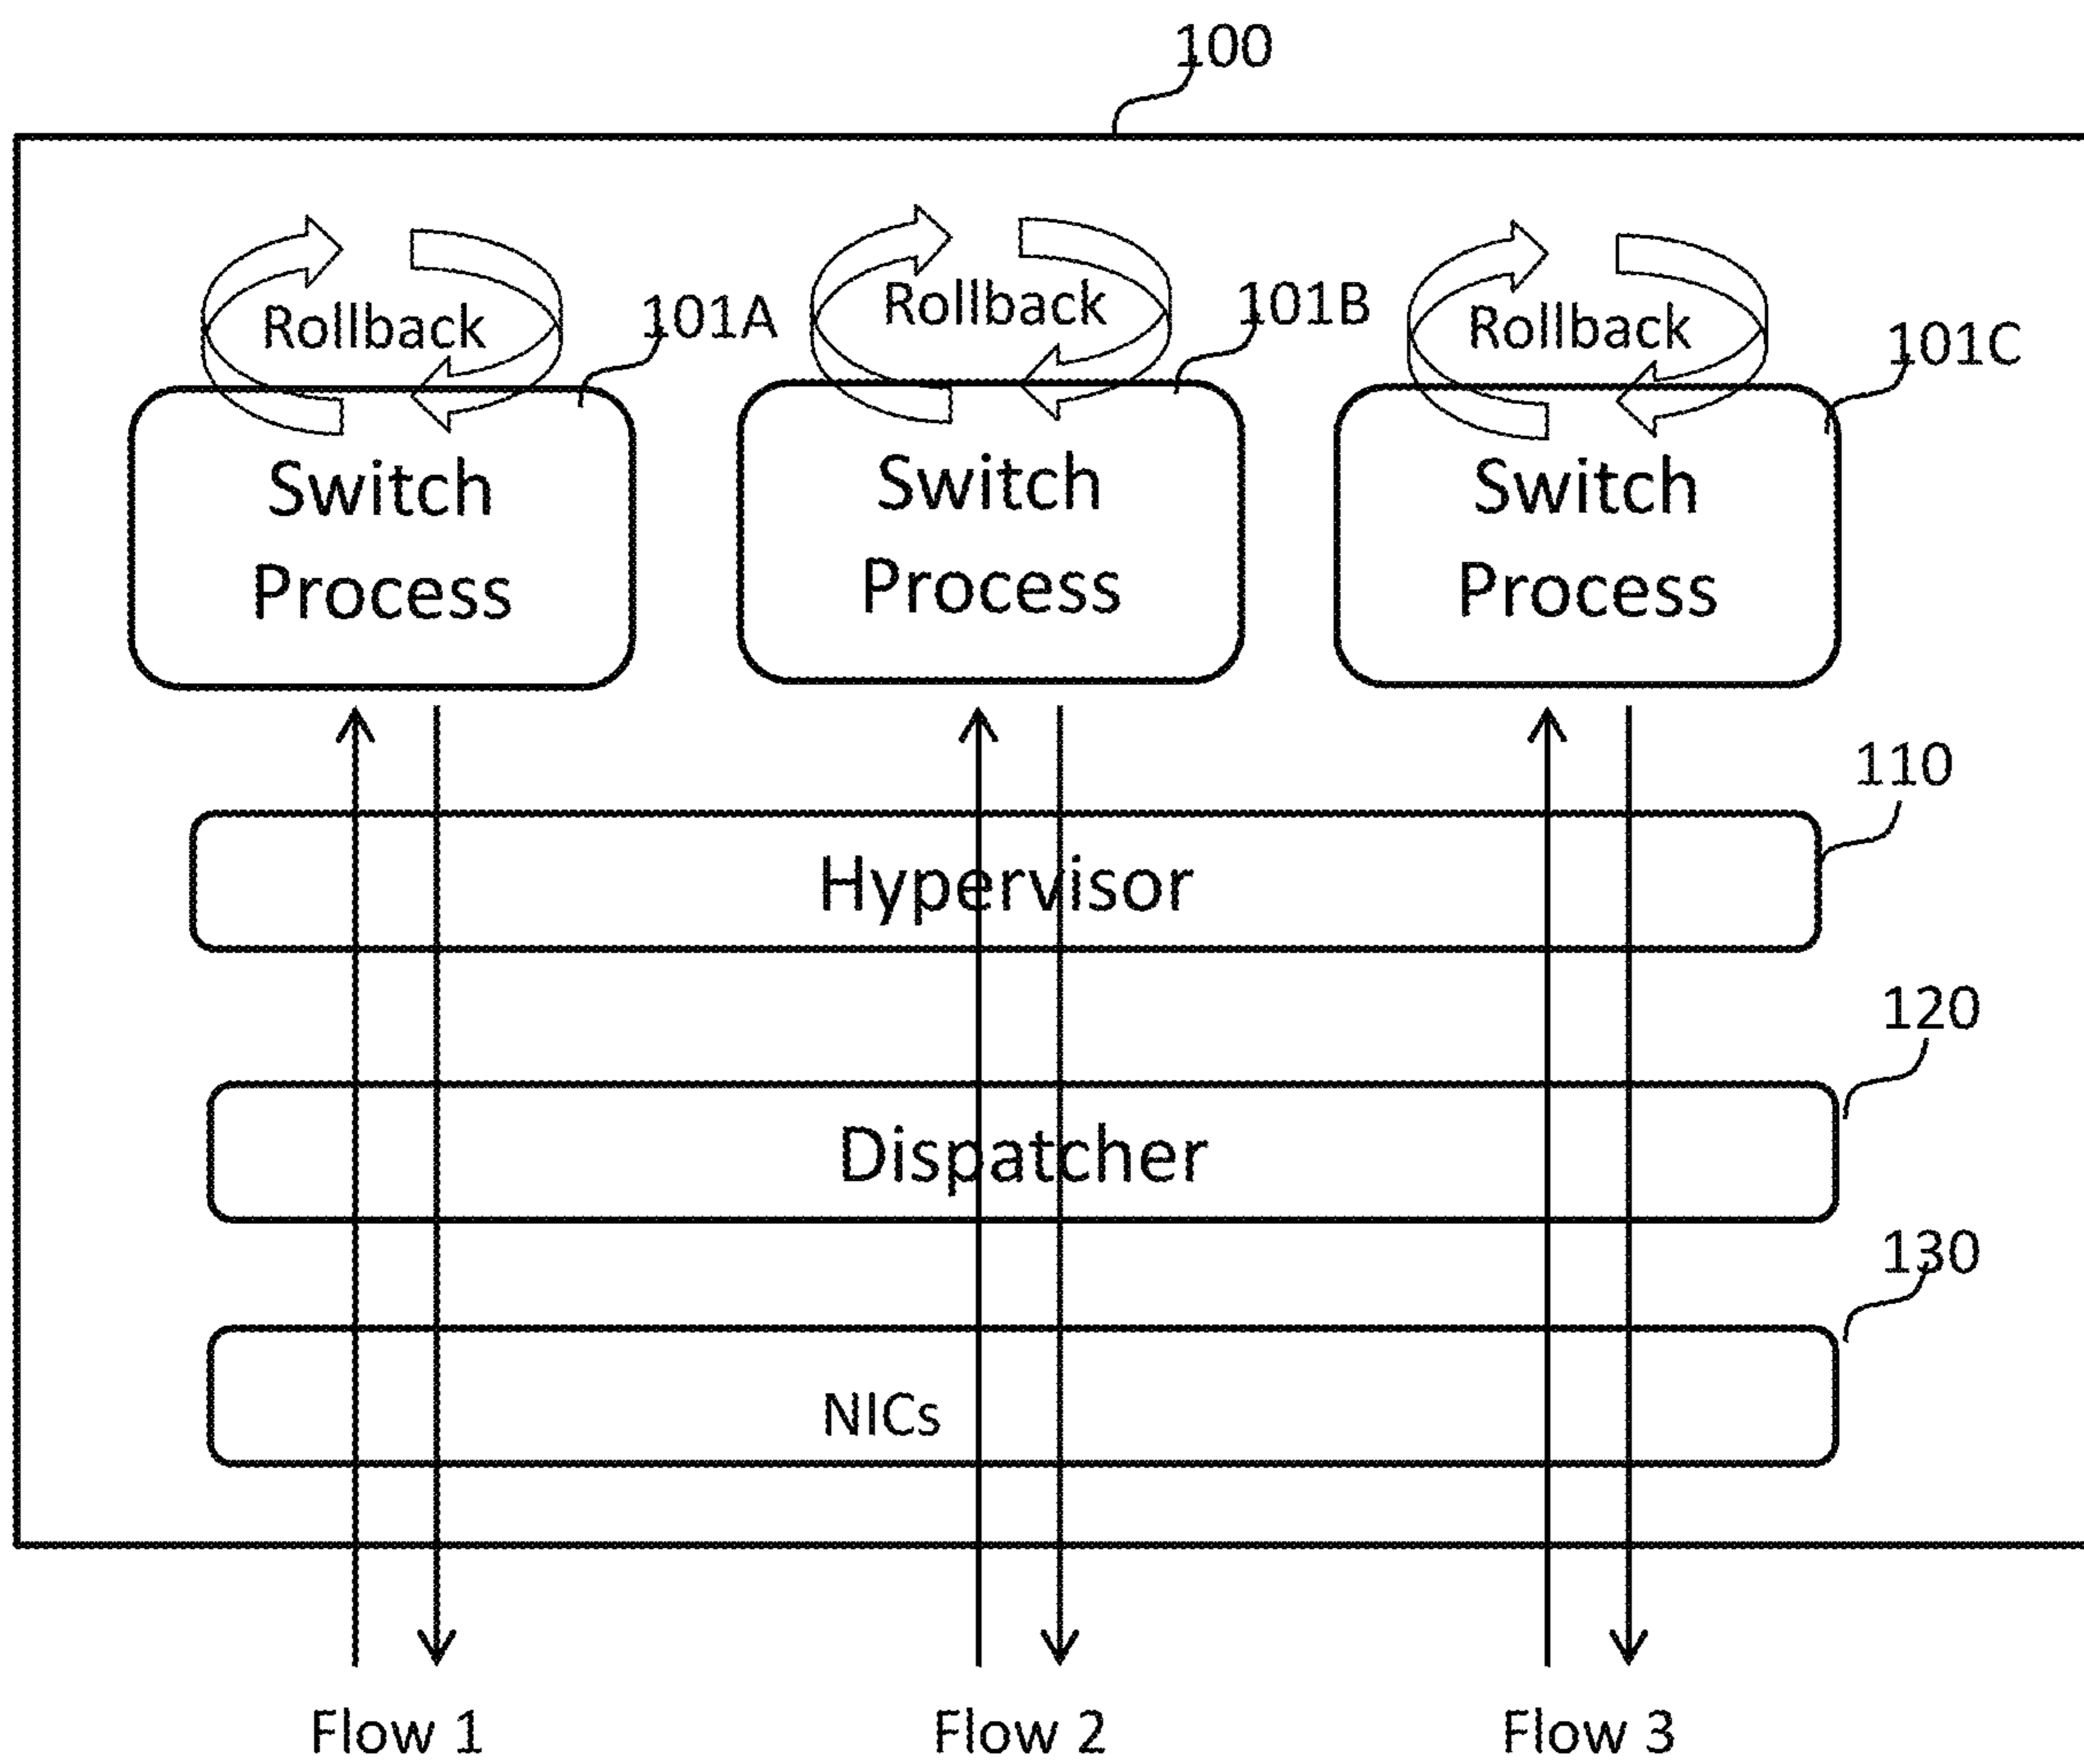 100
Rollback
Rollback
Rollback
101A
101B
101C
Switch
Process
Switch
Process
Switch
Process
110
Hypervisor
120
Dispatcher
130
NICs
Flow 1
Flow 2
Flow 3